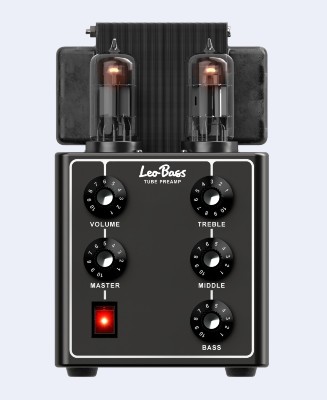 Leo·Bass
TUBE PREAMP
VOLUME
TREBLE
MASTER
MIDDLE
BASS